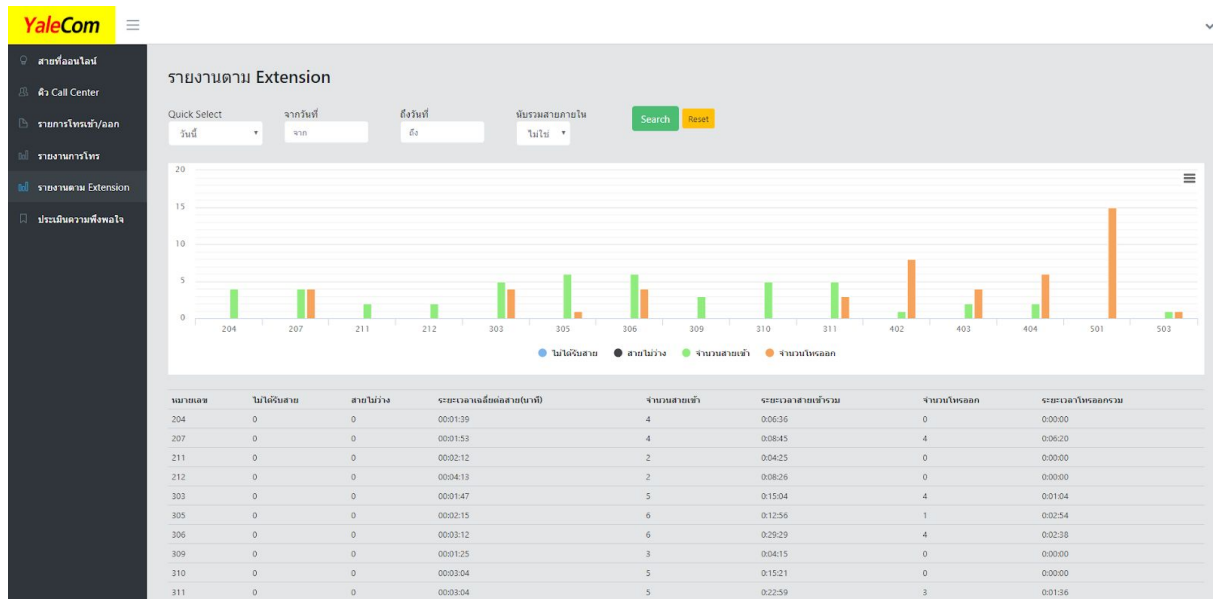 YaleCom
สายที่ออนไลน์
คิว Call Center
รายการโทรเข้า/ออก
รายงานการโทร
รายงานตาม Extension
ประเมินความพึงพอใจ
รายงานตาม Extension
Quick Select จากวันที่ ถึงวันที่ นับรวมสายภายใน
วันนี้ จาก ถึง ไม่ใช่ Search Reset
20
15
10
5
0
204 207 211 212 303 305 306 309 310 311 402 403 404 501 503
ไม่ได้รับสาย สายไม่ว่าง จำนวนสายเข้า จำนวนโทรออก
หมายเลข ไม่ได้รับสาย สายไม่ว่าง ระยะเวลาเฉลี่ยต่อสาย(นาที) จำนวนสายเข้า ระยะเวลาสายเข้ารวม จำนวนโทรออก ระยะเวลาโทรออกรวม
204 0 0 00:01:39 4 0:06:36 0 0:00:00
207 0 0 00:01:53 4 0:08:45 4 0:06:20
211 0 0 00:02:12 2 0:04:25 0 0:00:00
212 0 0 00:04:13 2 0:08:26 0 0:00:00
303 0 0 00:01:47 5 0:15:04 4 0:01:04
305 0 0 00:02:15 6 0:12:56 1 0:02:54
306 0 0 00:03:12 6 0:29:29 4 0:02:38
309 0 0 00:01:25 3 0:04:15 0 0:00:00
310 0 0 00:03:04 5 0:15:21 0 0:00:00
311 0 0 00:03:04 5 0:22:59 3 0:01:36